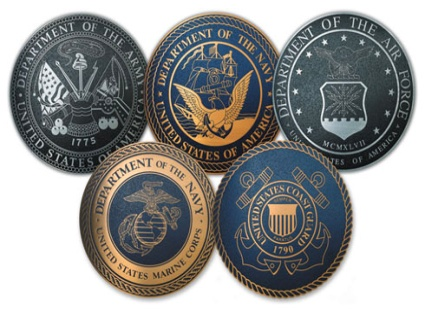 DEPARTMENT OF THE ARMY
1775
UNITED STATES OF AMERICA
DEPARTMENT OF THE NAVY
UNITED STATES OF AMERICA
DEPARTMENT OF THE AIR FORCE
MCMXLVII
UNITED STATES OF AMERICA
DEPARTMENT OF THE NAVY
UNITED STATES MARINE CORPS
UNITED STATES COAST GUARD
1790